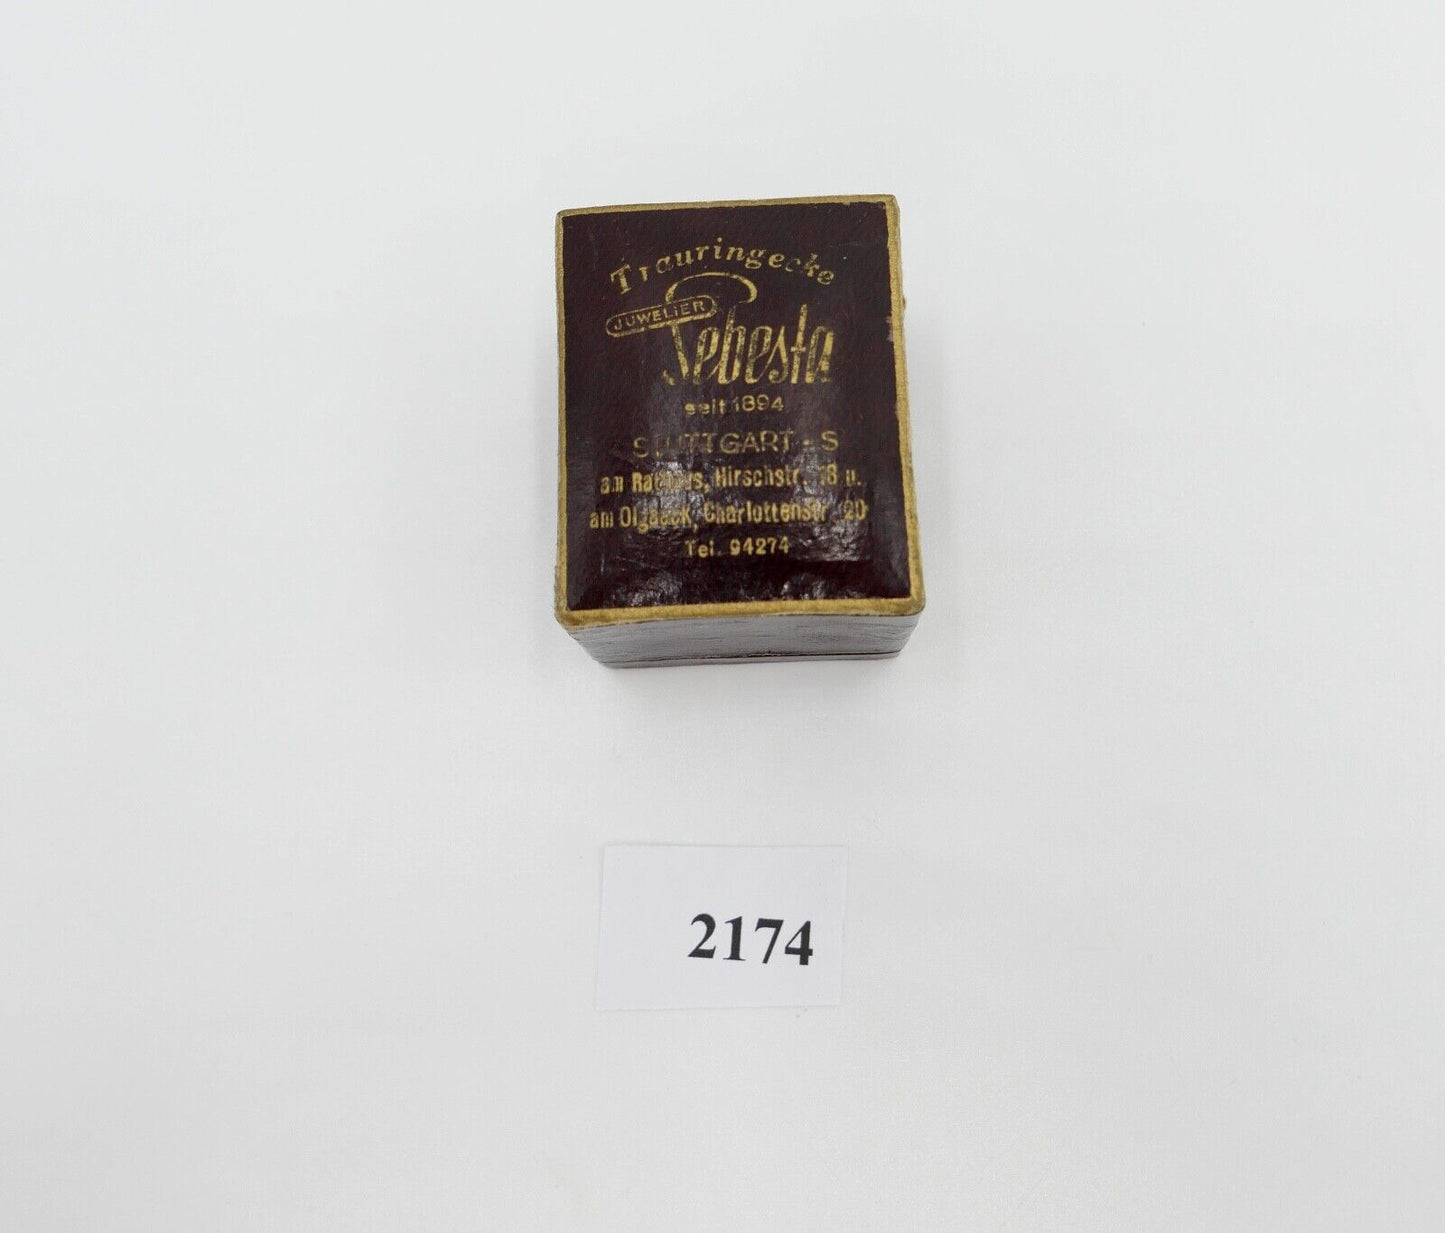 Trauringecke
JUWELIER
Sebesta
seit 1894
STUTTGART - S
am Rathaus, Hirschstr. 18 u.
am Olgaeck, Charlottenstr. 20
Tel. 94274
2174